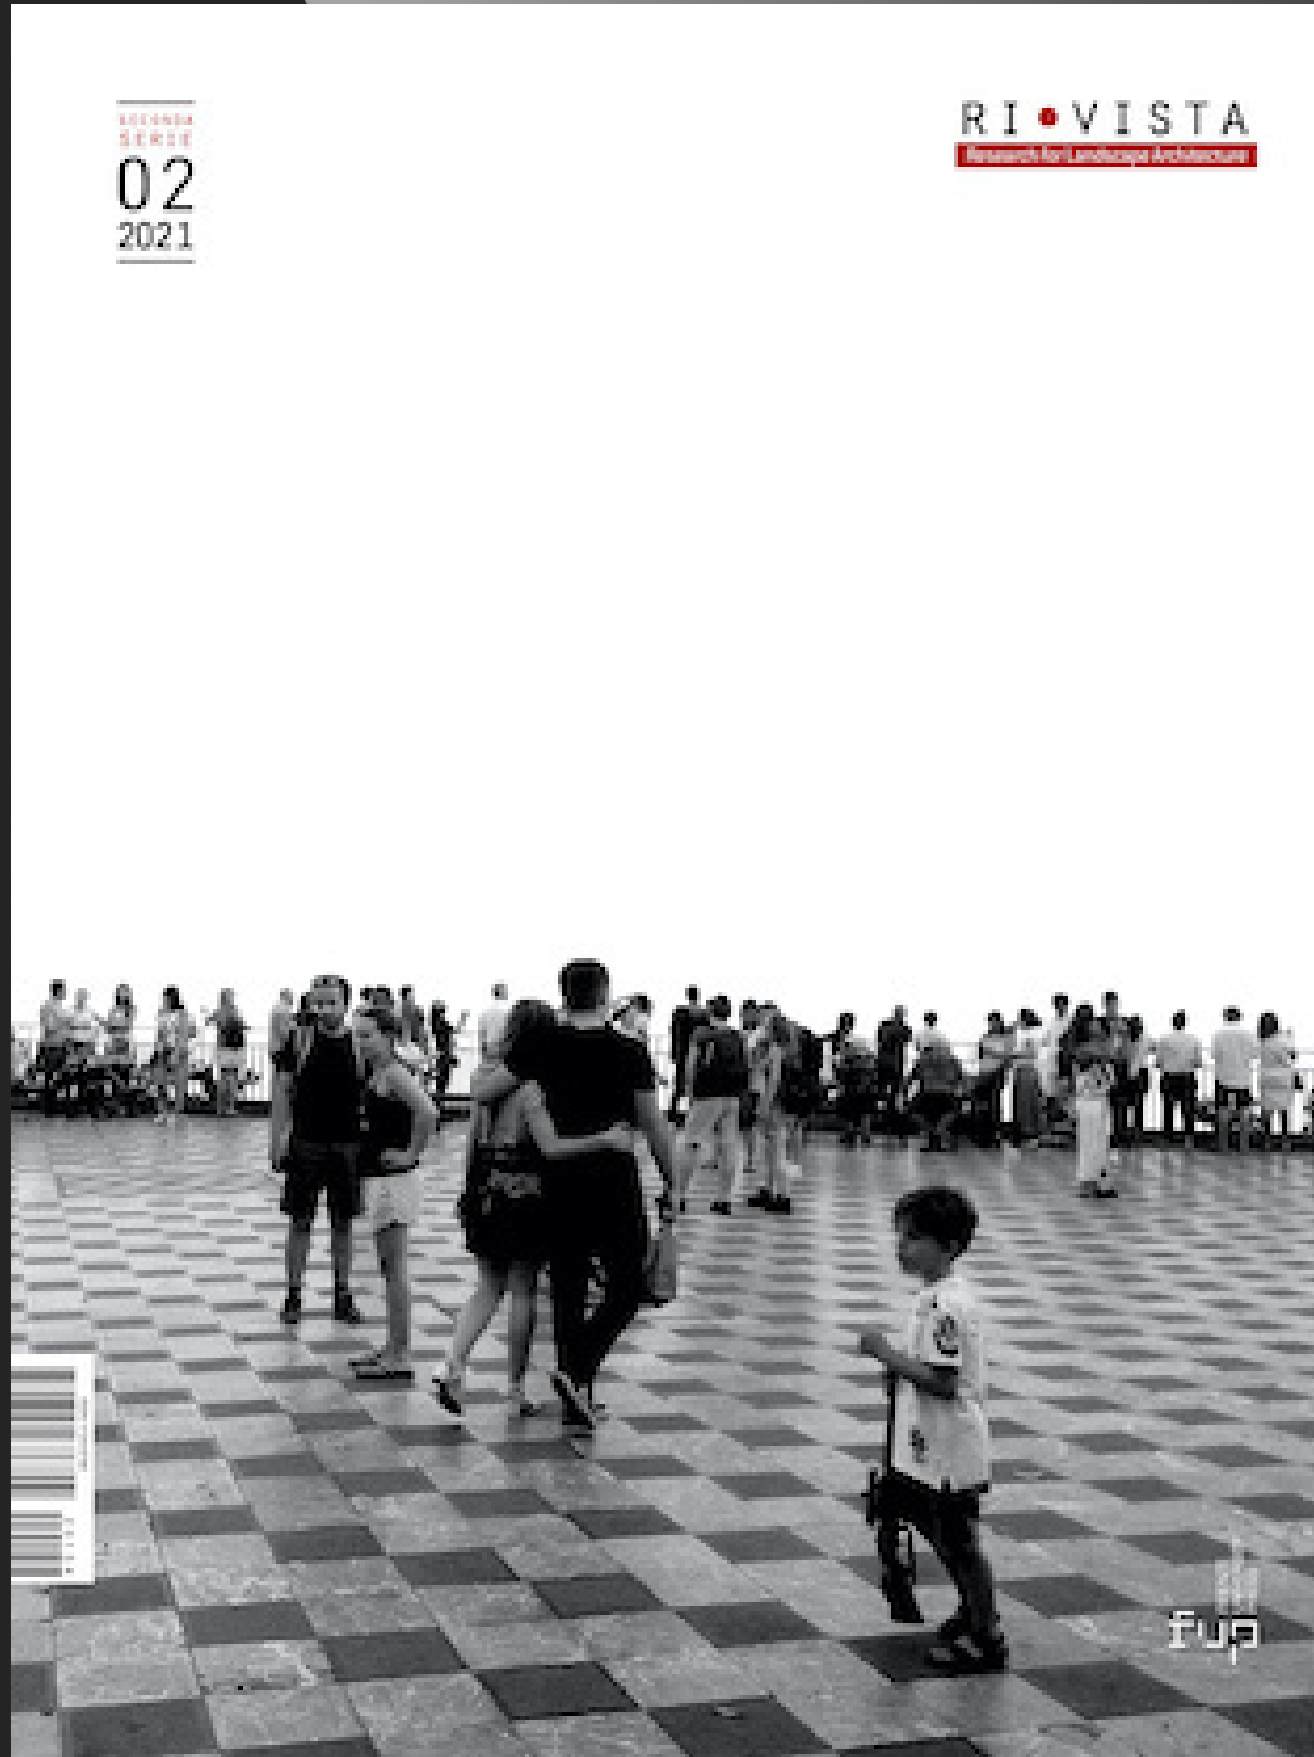 SECONDA
SERIE
02
2021
RI•VISTA
Research for Landscape Architecture
fup